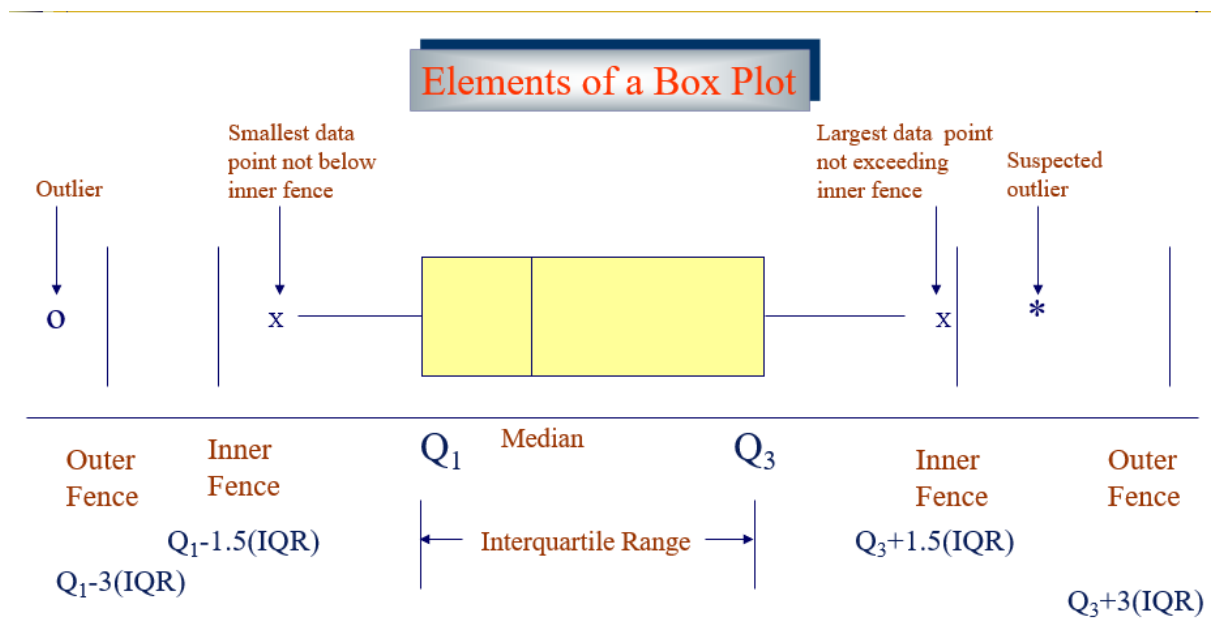 Elements of a Box Plot
Smallest data
point not below
inner fence
Largest data point
not exceeding
inner fence
Suspected
outlier
Outlier
o
x
x
*
Q1
Median
Q3
Outer
Fence
Inner
Fence
Inner
Fence
Outer
Fence
Q1-1.5(IQR)
Interquartile Range
Q3+1.5(IQR)
Q1-3(IQR)
Q3+3(IQR)